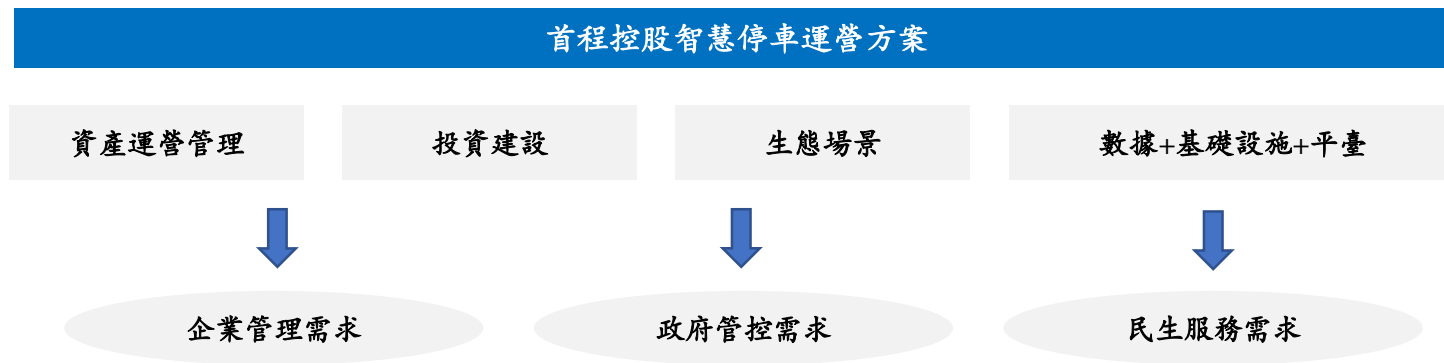 首程控股智慧停車運營方案
資產運營管理
投資建設
生態場景
數據+基礎設施+平臺
企業管理需求
政府管控需求
民生服務需求